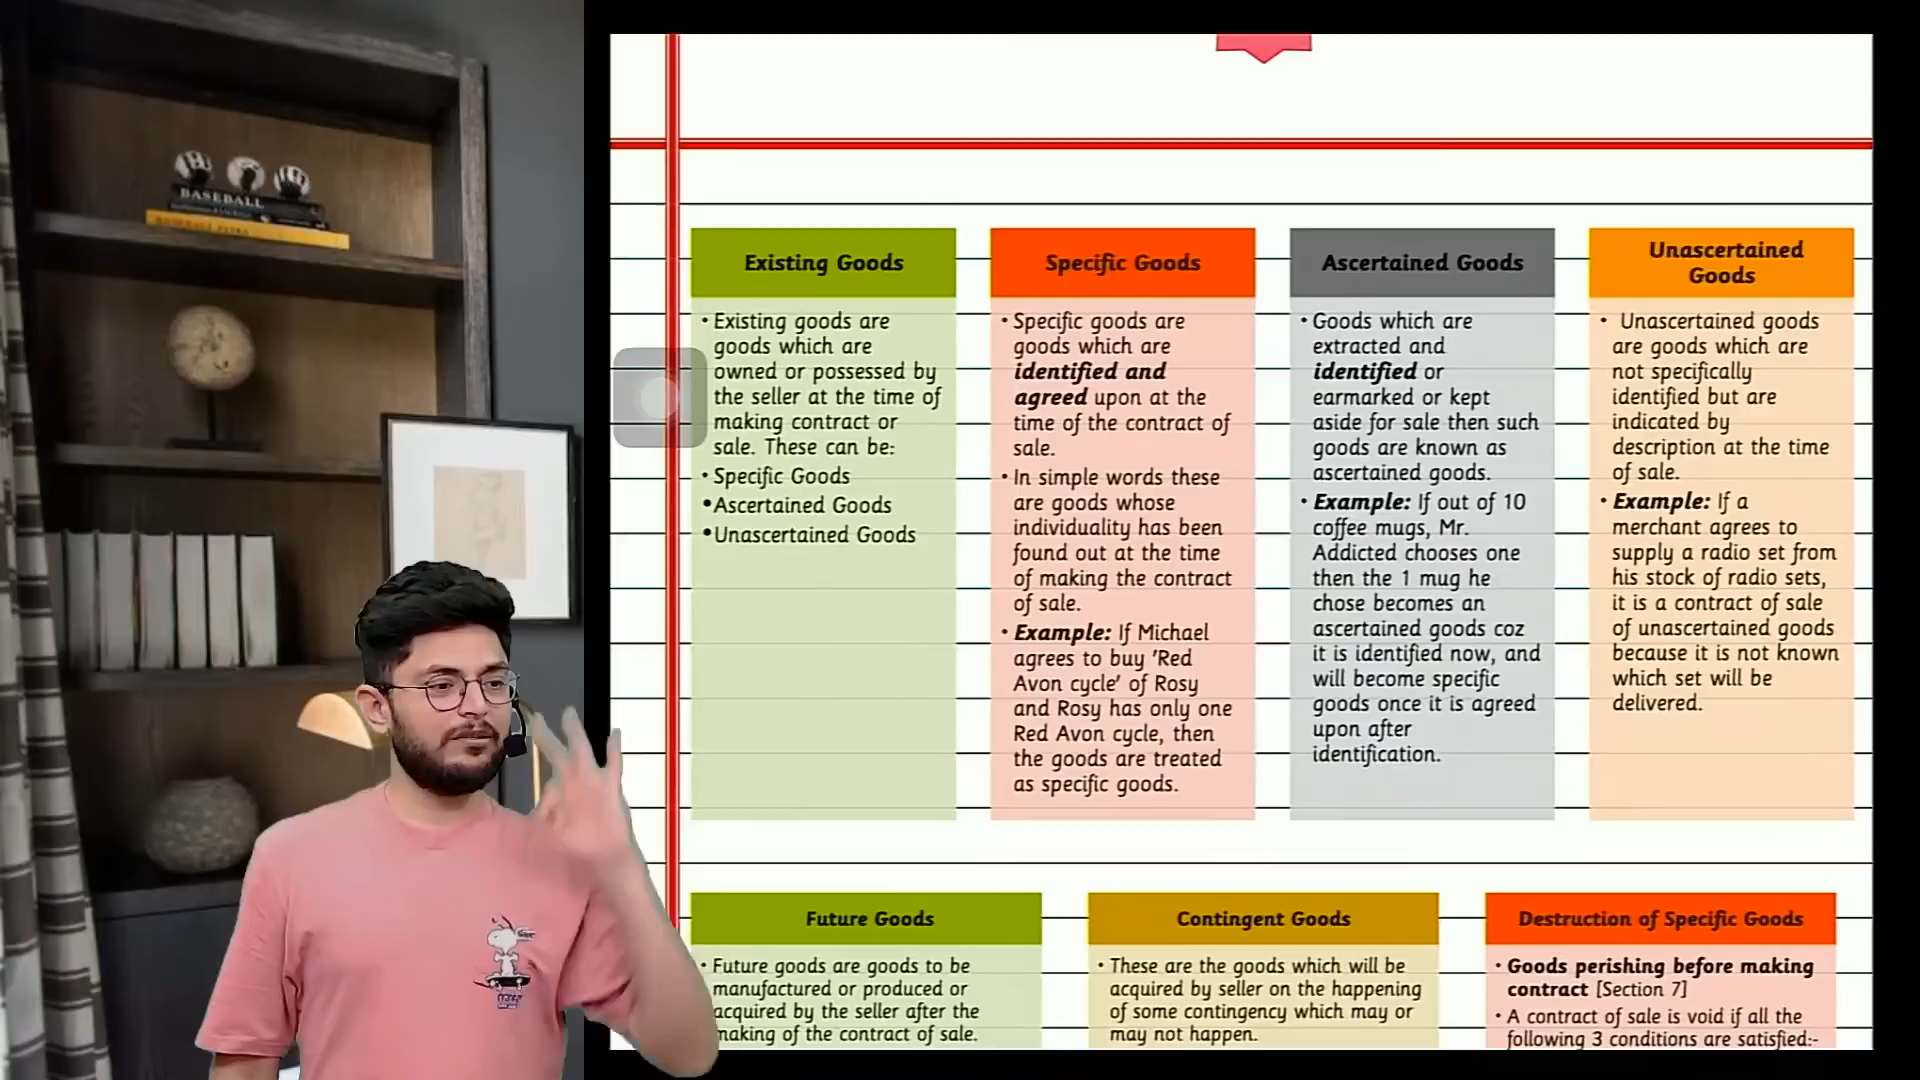 BASEBALL
Existing Goods
• Existing goods are
goods which are
owned or possessed by
the seller at the time of
making contract or
sale. These can be:
• Specific Goods
•Ascertained Goods
•Unascertained Goods
Specific Goods
• Specific goods are
goods which are
identified and
agreed upon at the
time of the contract of
sale.
• In simple words these
are goods whose
individuality has been
found out at the time
of making the contract
of sale.
• Example: If Michael
agrees to buy 'Red
Avon cycle' of Rosy
and Rosy has only one
Red Avon cycle, then
the goods are treated
as specific goods.
Ascertained Goods
• Goods which are
extracted and
identified or
earmarked or kept
aside for sale then such
goods are known as
ascertained goods.
• Example: If out of 10
coffee mugs, Mr.
Addicted chooses one
then the 1 mug he
chose becomes an
ascertained goods coz
it is identified now, and
will become specific
goods once it is agreed
upon after
identification.
Unascertained
Goods
• Unascertained goods
are goods which are
not specifically
identified but are
indicated by
description at the time
of sale.
• Example: If a
merchant agrees to
supply a radio set from
his stock of radio sets,
it is a contract of sale
of unascertained goods
because it is not known
which set will be
delivered.
Future Goods
• Future goods are goods to be
manufactured or produced or
acquired by the seller after the
making of the contract of sale.
Contingent Goods
• These are the goods which will be
acquired by seller on the happening
of some contingency which may or
may not happen.
Destruction of Specific Goods
• Goods perishing before making
contract [Section 7]
• A contract of sale is void if all the
following 3 conditions are satisfied:-